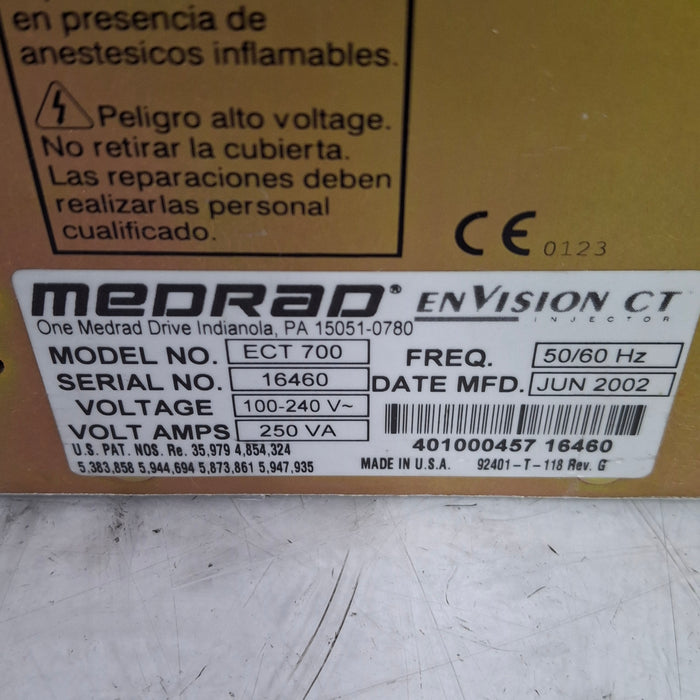 en presencia de
anestesicos inflamables.
Peligro alto voltage.
No retirar la cubierta.
Las reparaciones deben
realizarlas personal
cualificado.
CE 0123
MEDRAD® ENVISION CT
INJECTOR
One Medrad Drive Indianola, PA 15051-0780
MODEL NO. ECT 700 FREQ. 50/60 Hz
SERIAL NO. 16460 DATE MFD. JUN 2002
VOLTAGE 100-240 V~
VOLT AMPS 250 VA 401000457 16460
U.S. PAT. NOS. Re. 35,979 4,854,324
5,383,858 5,944,694 5,873,861 5,947,935 MADE IN U.S.A. 92401-T-118 Rev. G